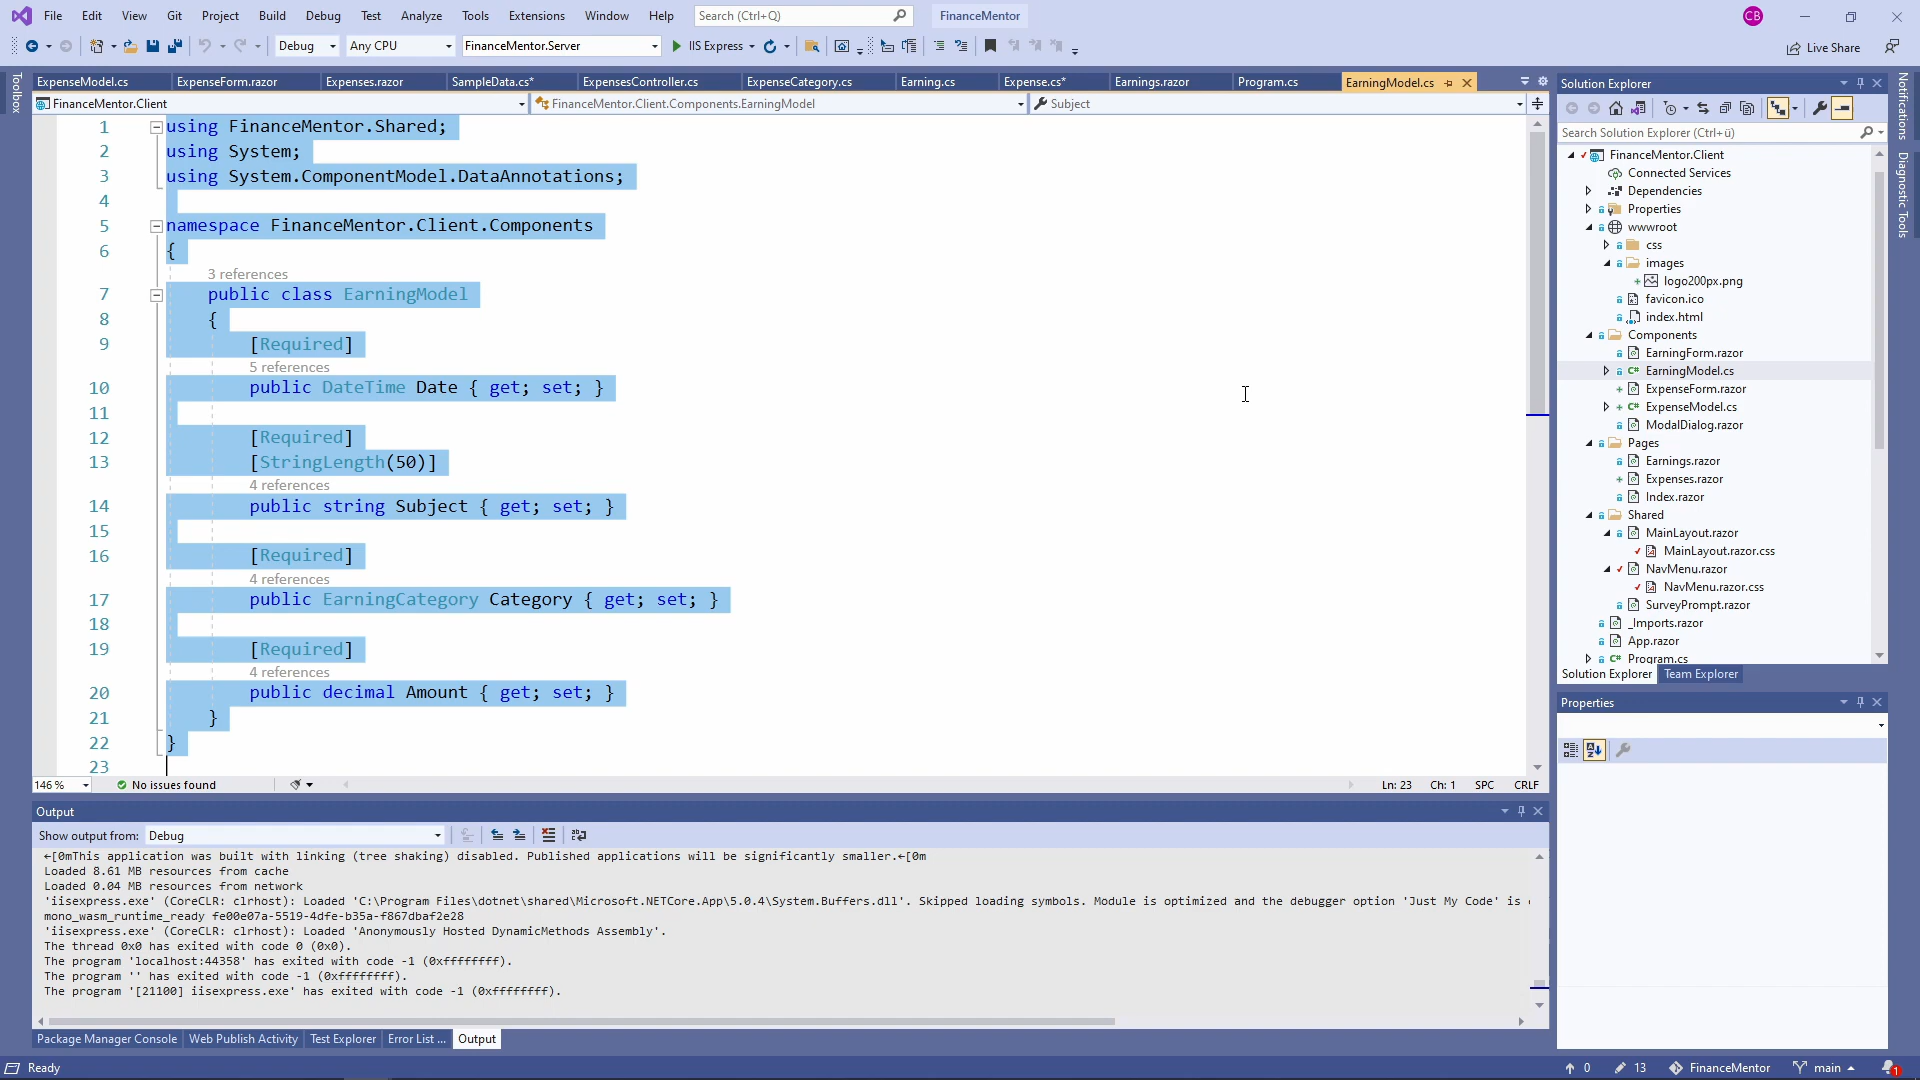 File Edit View Git Project Build Debug Test Analyze Tools Extensions Window Help Search (Ctrl+Q) FinanceMentor CB
Debug Any CPU FinanceMentor.Server IIS Express Live Share
Toolbox
ExpenseModel.cs ExpenseForm.razor Expenses.razor SampleData.cs* ExpensesController.cs ExpenseCategory.cs Earning.cs Expense.cs* Earnings.razor Program.cs EarningModel.cs
FinanceMentor.Client FinanceMentor.Client.Components.EarningModel Subject
1 using FinanceMentor.Shared;
2 using System;
3 using System.ComponentModel.DataAnnotations;
4
5 namespace FinanceMentor.Client.Components
6 {
3 references
7 public class EarningModel
8 {
9 [Required]
5 references
10 public DateTime Date { get; set; }
11
12 [Required]
13 [StringLength(50)]
4 references
14 public string Subject { get; set; }
15
16 [Required]
4 references
17 public EarningCategory Category { get; set; }
18
19 [Required]
4 references
20 public decimal Amount { get; set; }
21 }
22 }
23
146 % No issues found Ln: 23 Ch: 1 SPC CRLF
Output
Show output from: Debug
←[0mThis application was built with linking (tree shaking) disabled. Published applications will be significantly smaller.←[0m
Loaded 8.61 MB resources from cache
Loaded 0.04 MB resources from network
'iisexpress.exe' (CoreCLR: clrhost): Loaded 'C:\Program Files\dotnet\shared\Microsoft.NETCore.App\5.0.4\System.Buffers.dll'. Skipped loading symbols. Module is optimized and the debugger option 'Just My Code' is
mono_wasm_runtime_ready fe00e07a-5519-4dfe-b35a-f867dbaf2e28
'iisexpress.exe' (CoreCLR: clrhost): Loaded 'Anonymously Hosted DynamicMethods Assembly'.
The thread 0x0 has exited with code 0 (0x0).
The program 'localhost:44358' has exited with code -1 (0xffffffff).
The program '' has exited with code -1 (0xffffffff).
The program '[21100] iisexpress.exe' has exited with code -1 (0xffffffff).
Package Manager Console Web Publish Activity Test Explorer Error List ... Output
Solution Explorer
Search Solution Explorer (Ctrl+ü)
FinanceMentor.Client
Connected Services
Dependencies
Properties
wwwroot
css
images
logo200px.png
favicon.ico
index.html
Components
EarningForm.razor
EarningModel.cs
ExpenseForm.razor
ExpenseModel.cs
ModalDialog.razor
Pages
Earnings.razor
Expenses.razor
Index.razor
Shared
MainLayout.razor
MainLayout.razor.css
NavMenu.razor
NavMenu.razor.css
SurveyPrompt.razor
_Imports.razor
App.razor
Program.cs
Solution Explorer Team Explorer
Properties
Notifications
Diagnostic Tools
Ready 0 13 FinanceMentor main 1